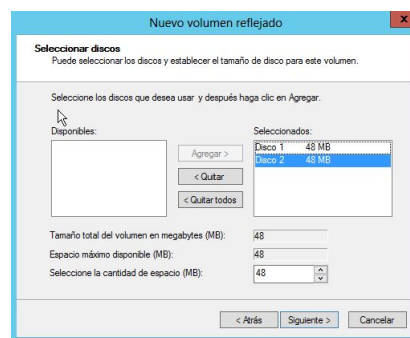 Nuevo volumen reflejado
x
Seleccionar discos
Puede seleccionar los discos y establecer el tamaño de disco para este volumen.
Seleccione los discos que desea usar y después haga clic en Agregar.
Disponibles:
Seleccionados:
Agregar >
< Quitar
< Quitar todos
Disco 1 48 MB
Disco 2 48 MB
Tamaño total del volumen en megabytes (MB): 48
Espacio máximo disponible (MB): 48
Seleccione la cantidad de espacio (MB): 48
< Atrás Siguiente > Cancelar